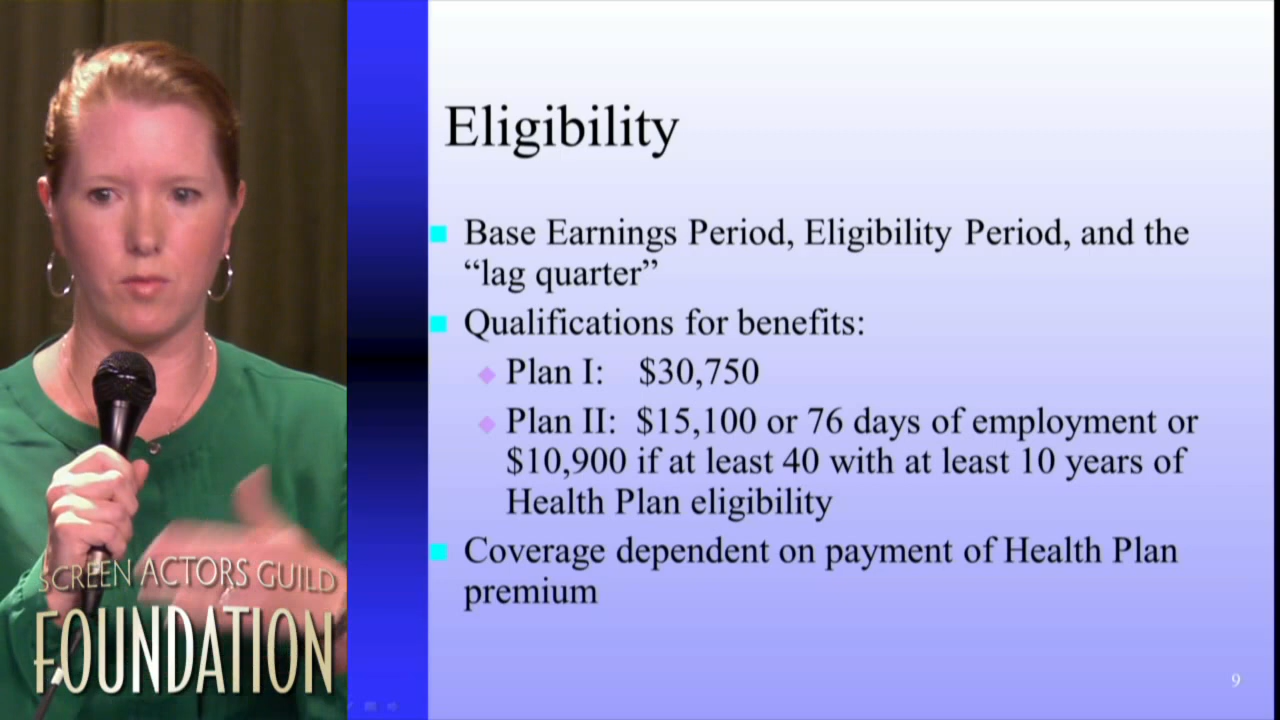 Eligibility
Base Earnings Period, Eligibility Period, and the
“lag quarter”
Qualifications for benefits:
Plan I: $30,750
Plan II: $15,100 or 76 days of employment or
$10,900 if at least 40 with at least 10 years of
Health Plan eligibility
Coverage dependent on payment of Health Plan
premium
9
SCREEN ACTORS GUILD
FOUNDATION